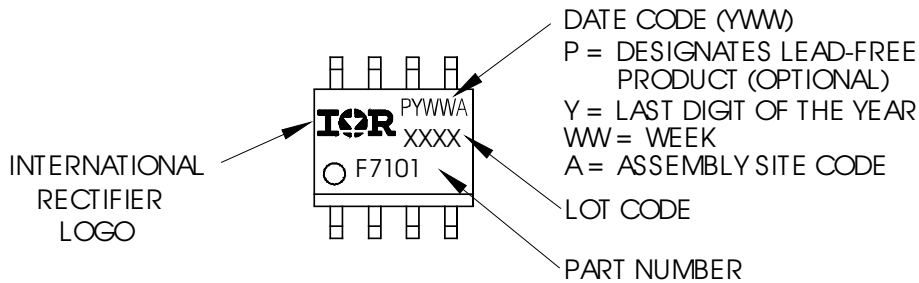 DATE CODE (YWW)
P = DESIGNATES LEAD-FREE
PRODUCT (OPTIONAL)
Y = LAST DIGIT OF THE YEAR
WW = WEEK
A = ASSEMBLY SITE CODE
LOT CODE
PART NUMBER
INTERNATIONAL
RECTIFIER
LOGO
IOR
PYWWA
XXXX
F7101